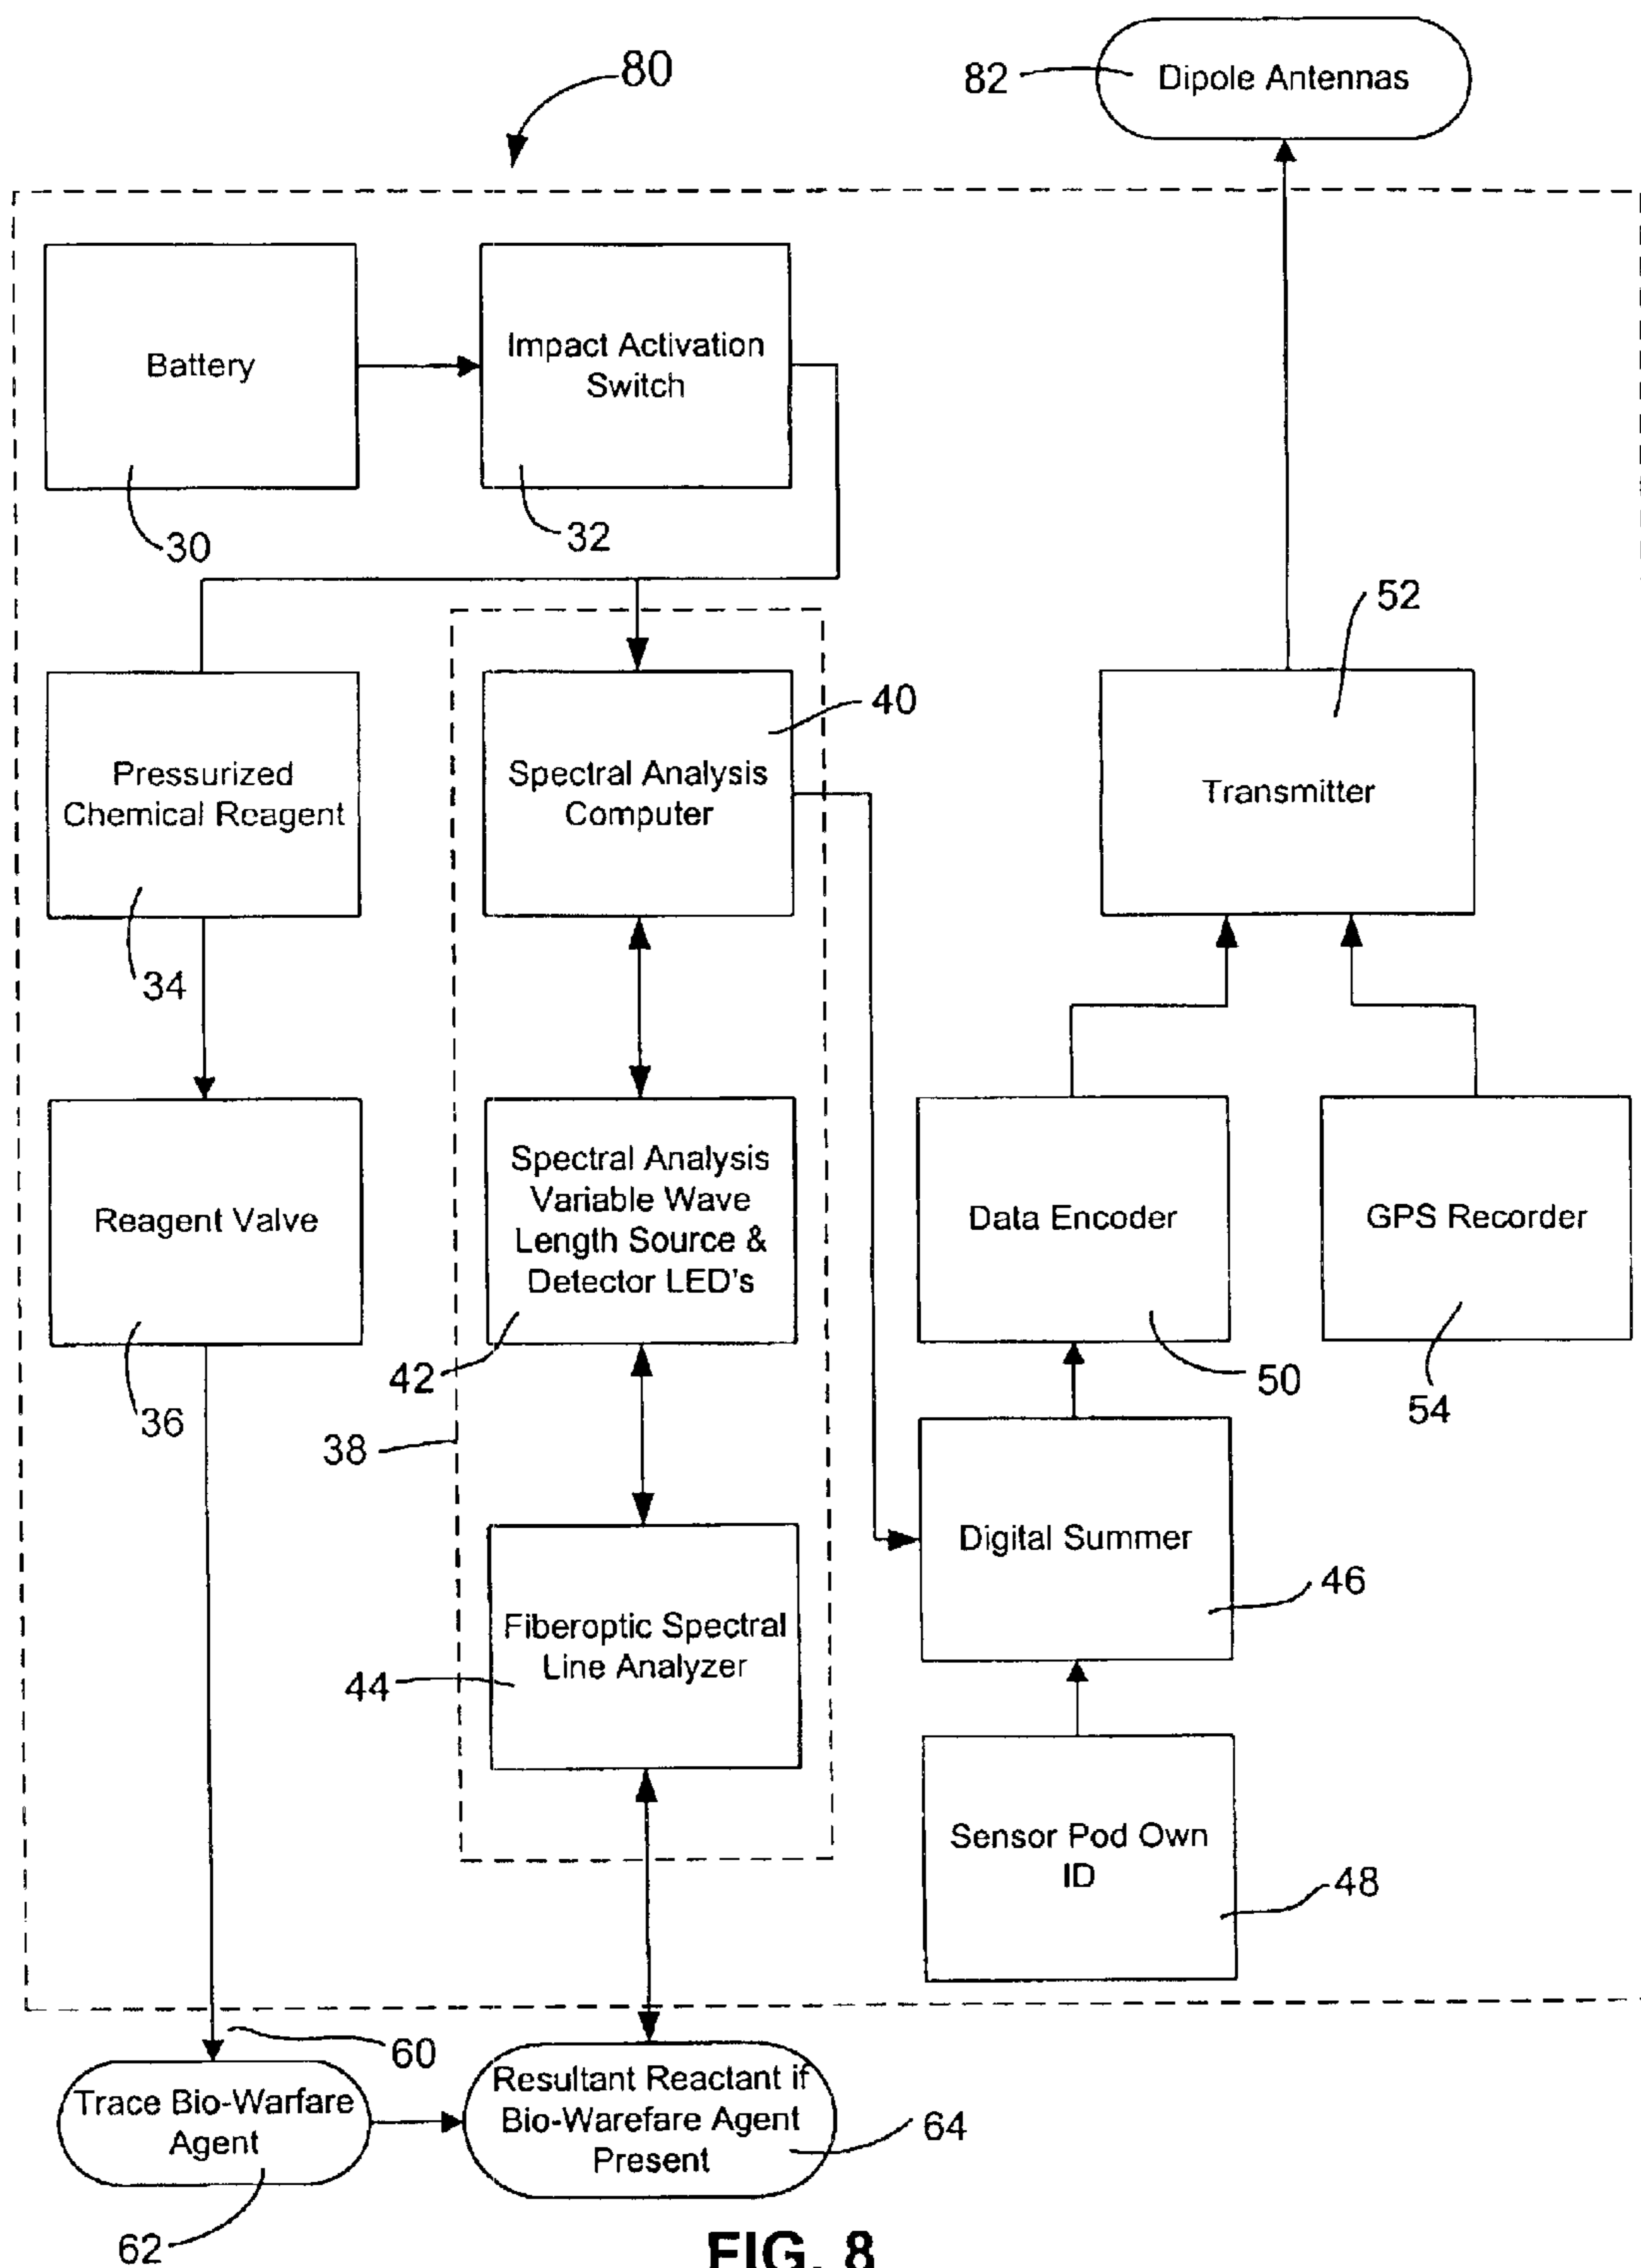 80
82
Dipole Antennas
Battery
30
Impact Activation
Switch
32
52
Pressurized
Chemical Reagent
34
Spectral Analysis
Computer
40
Transmitter
Reagent Valve
36
Spectral Analysis
Variable Wave
Length Source &
Detector LED's
42
38
Data Encoder
50
GPS Recorder
54
Fiberoptic Spectral
Line Analyzer
44
Digital Summer
46
Sensor Pod Own
ID
48
60
Trace Bio-Warfare
Agent
62
Resultant Reactant if
Bio-Warefare Agent
Present
64
FIG. 8